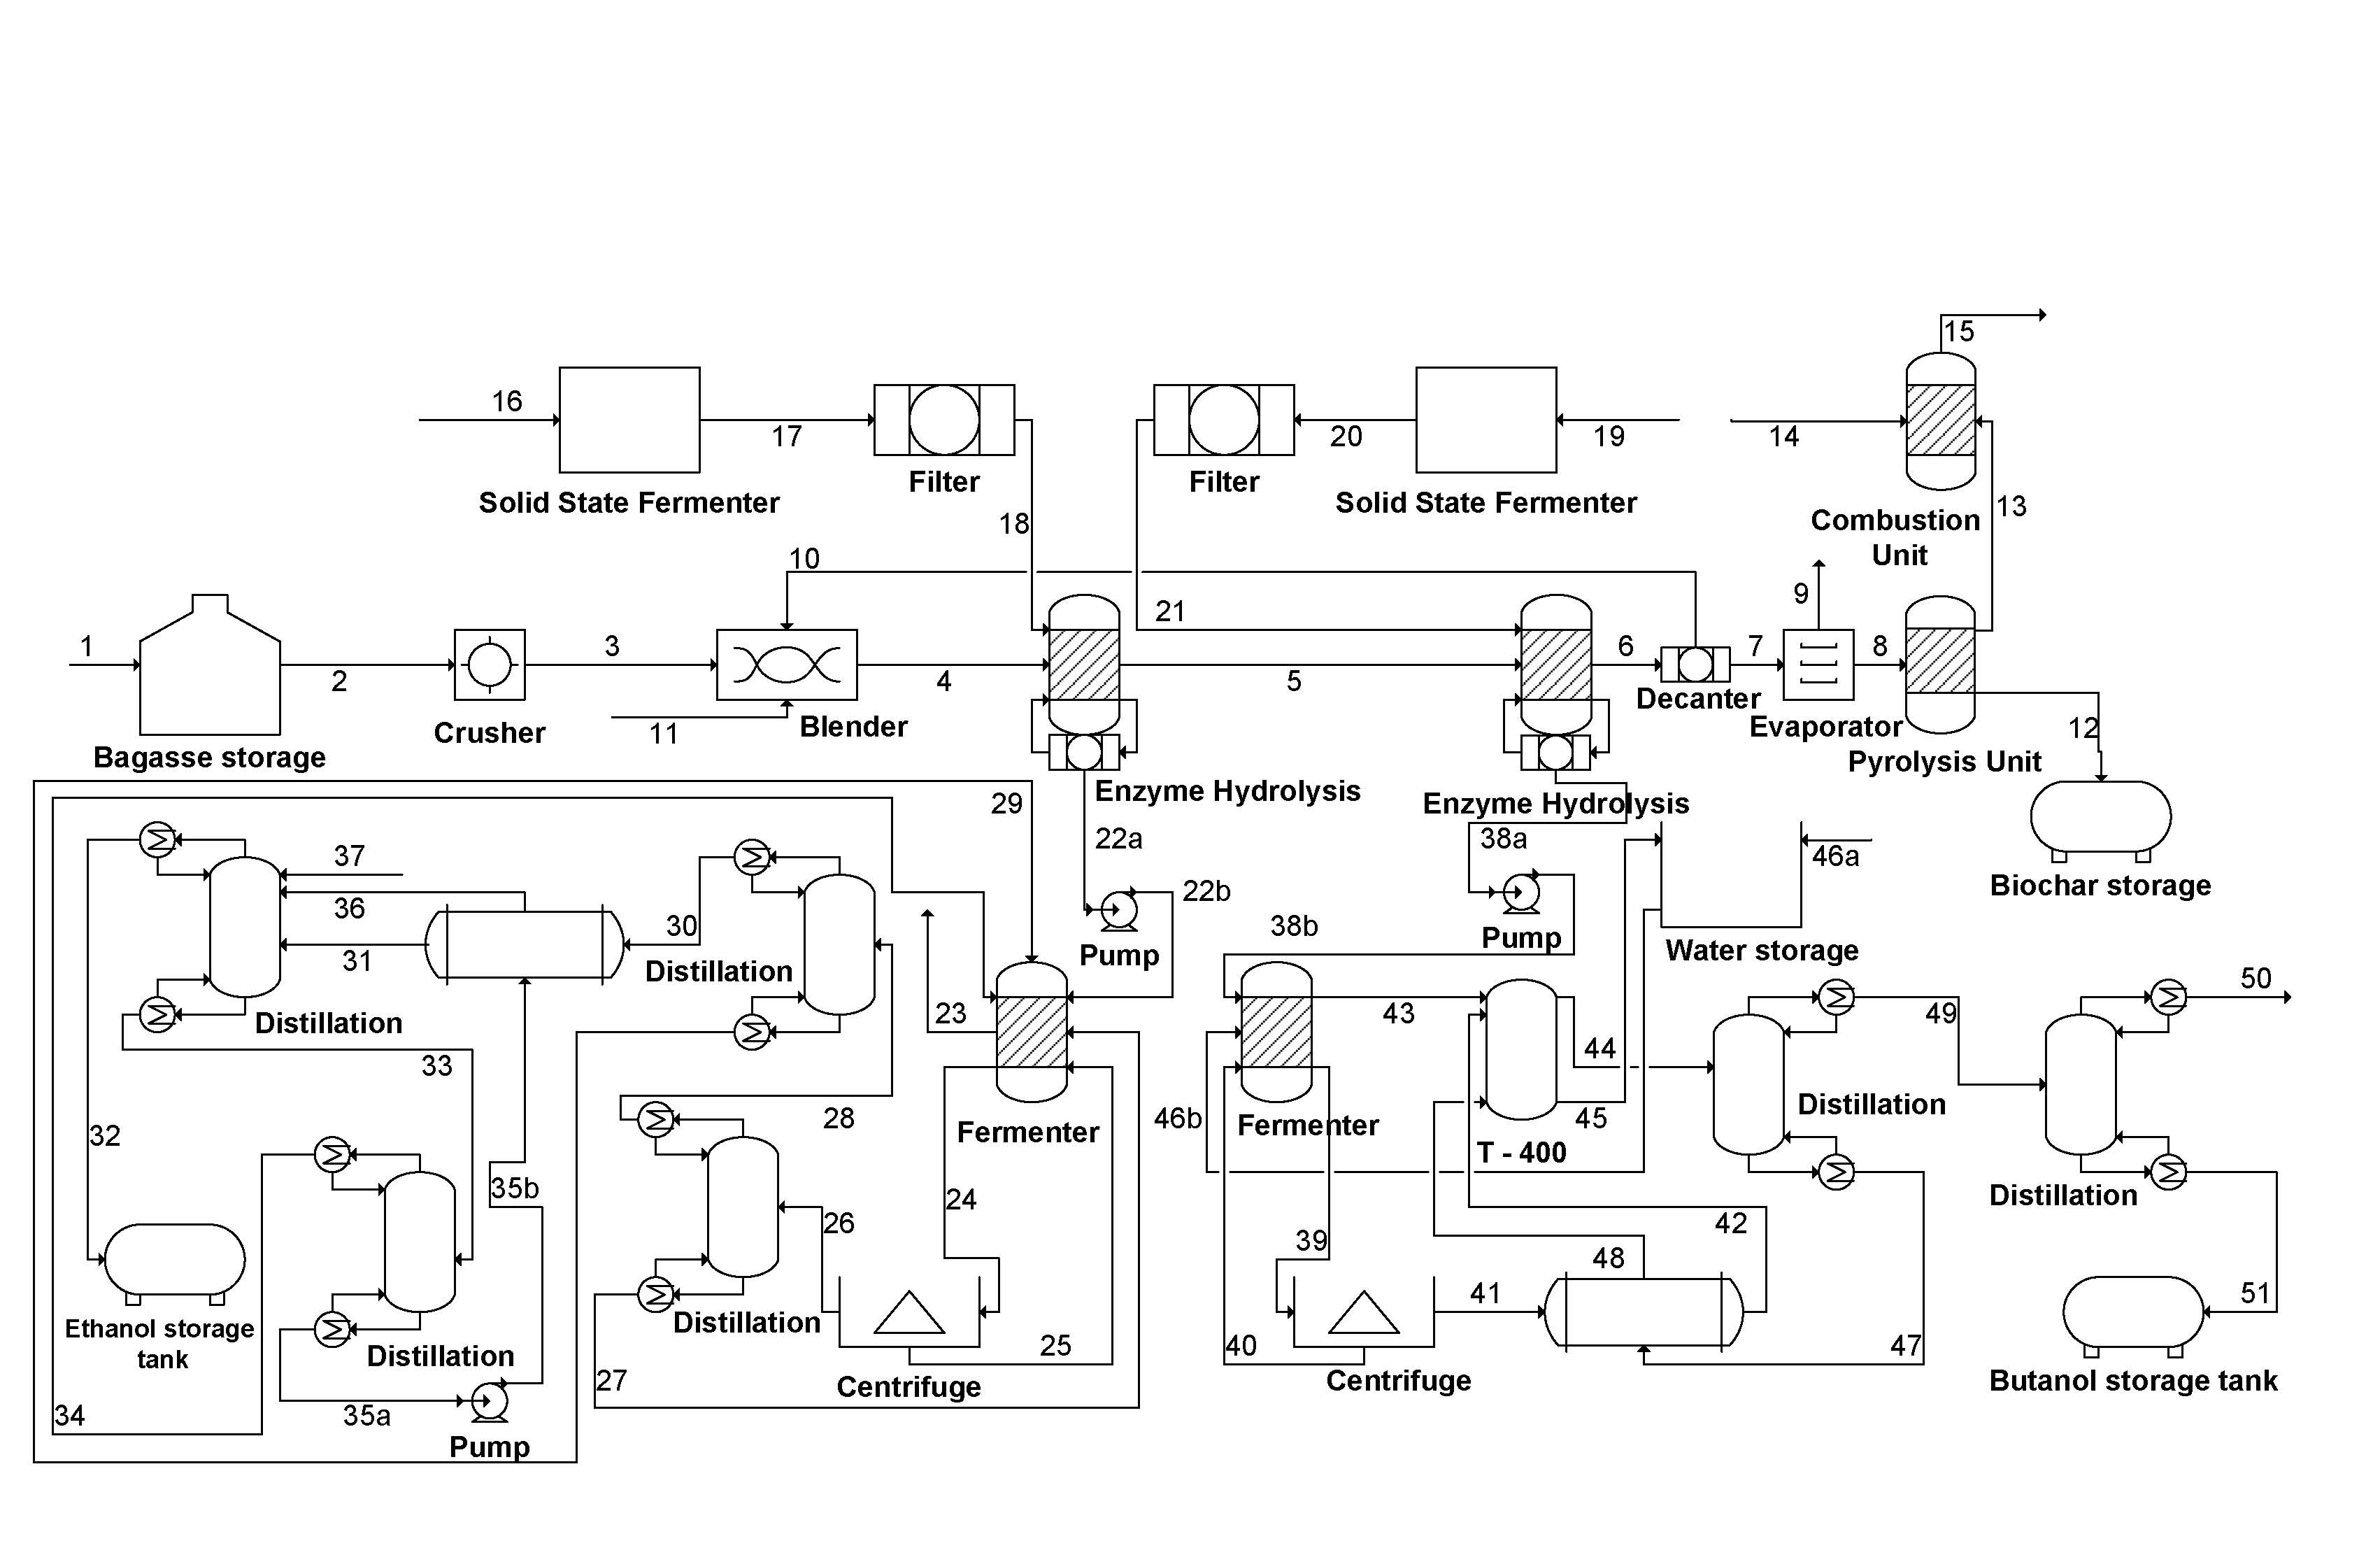 15
16
17
20
19
14
Filter
Filter
Solid State Fermenter
Solid State Fermenter
18
13
Combustion
Unit
10
9
21
1
2
3
4
5
6
7
8
Decanter
11
Blender
Crusher
Evaporator
12
Bagasse storage
Pyrolysis Unit
Enzyme Hydrolysis
Enzyme Hydrolysis
29
22a
38a
46a
37
22b
Biochar storage
36
30
38b
Pump
Pump
Water storage
31
Distillation
50
23
43
49
Distillation
44
33
28
46b
45
Distillation
32
Fermenter
Fermenter
T - 400
35b
24
Distillation
26
42
39
48
41
51
Ethanol storage
tank
Distillation
25
40
47
Distillation
27
Centrifuge
Centrifuge
Butanol storage tank
34
35a
Pump